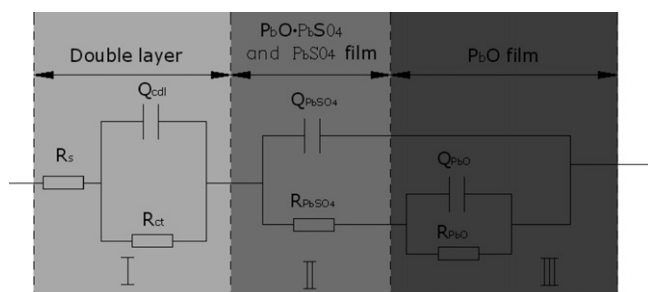 Double layer
PbO·PbSO4
and PbSO4 film
PbO film
Qcdl
QPbSO4
QPbO
Rs
RPbSO4
Rct
RPbO
I
II
III